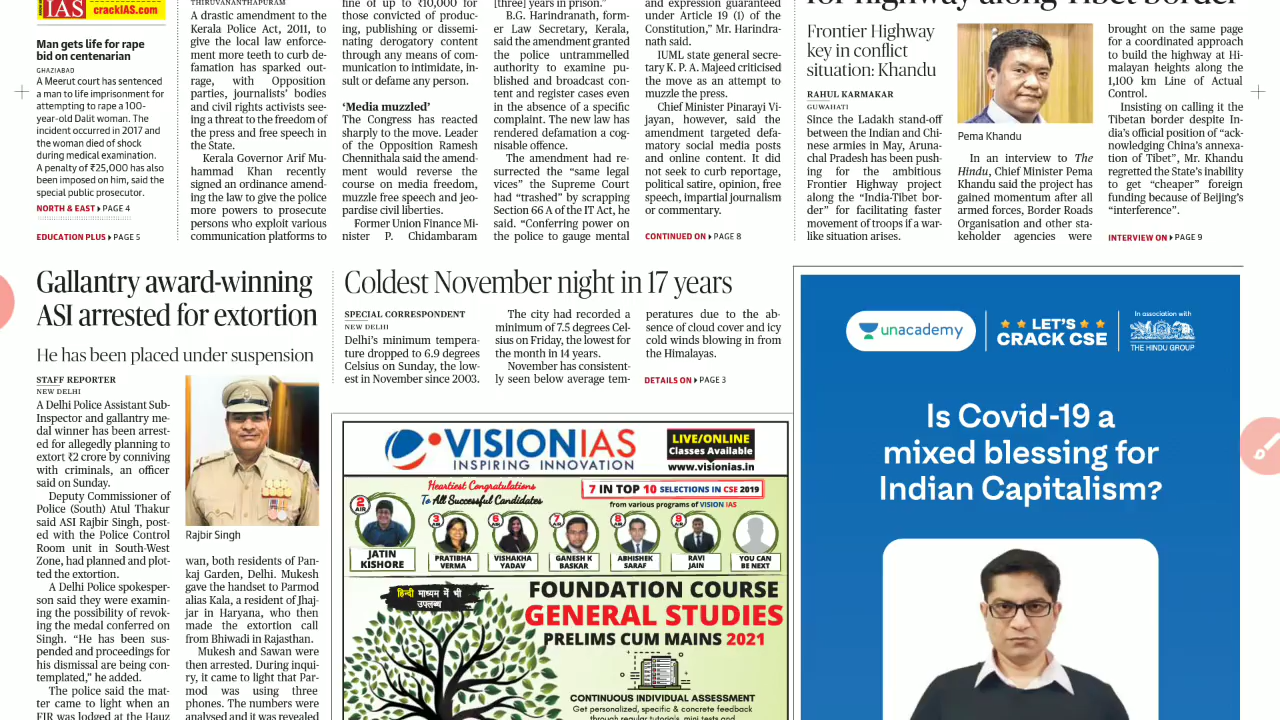 IAS
crackIAS.com
Man gets life for rape
bid on centenarian
GHAZIABAD
A Meerut court has sentenced
a man to life imprisonment for
attempting to rape a 100-
year-old Dalit woman. The
incident occurred in 2017 and
the woman died of shock
during medical examination.
A penalty of ₹25,000 has also
been imposed on him, said the
special public prosecutor.
NORTH & EAST PAGE 4
EDUCATION PLUS PAGE 5
THIRUVANANTHAPURAM
A drastic amendment to the
Kerala Police Act, 2011, to
give the local law enforce-
ment more teeth to curb de-
famation has sparked out-
rage, with Opposition
parties, journalists' bodies
and civil rights activists see-
ing a threat to the freedom of
the press and free speech in
the State.
Kerala Governor Arif Mu-
hammad Khan recently
signed an ordinance amend-
ing the law to give the police
more powers to prosecute
persons who exploit various
communication platforms to
fine of up to ₹10,000 for
those convicted of produc-
ing, publishing or dissemi-
nating derogatory content
through any means of com-
munication to intimidate, in-
sult or defame any person.
'Media muzzled'
The Congress has reacted
sharply to the move. Leader
of the Opposition Ramesh
Chennithala said the amend-
ment would reverse the
course on media freedom,
muzzle free speech and jeo-
pardise civil liberties.
Former Union Finance Mi-
nister P. Chidambaram
[three] years in prison."
B.G. Harindranath, form-
er Law Secretary, Kerala,
said the amendment granted
the police untrammelled
authority to examine pu-
blished and broadcast con-
tent and register cases even
in the absence of a specific
complaint. The new law has
rendered defamation a cog-
nisable offence.
The amendment had re-
surrected the "same legal
vices" the Supreme Court
had "trashed" by scrapping
Section 66 A of the IT Act, he
said. "Conferring power on
the police to gauge mental
and expression guaranteed
under Article 19 (1) of the
Constitution," Mr. Harindra-
nath said.
IUML state general secre-
tary K. P. A. Majeed criticised
the move as an attempt to
muzzle the press.
Chief Minister Pinarayi Vi-
jayan, however, said the
amendment targeted defa-
matory social media posts
and online content. It did
not seek to curb reportage,
political satire, opinion, free
speech, impartial journalism
or commentary.
CONTINUED ON PAGE 8
for highway along Tibet border
Frontier Highway
key in conflict
situation: Khandu
RAHUL KARMAKAR
GUWAHATI
Since the Ladakh stand-off
between the Indian and Chi-
nese armies in May, Aruna-
chal Pradesh has been push-
ing for the ambitious
Frontier Highway project
along the "India-Tibet bor-
der" for facilitating faster
movement of troops if a war-
like situation arises.
Pema Khandu
In an interview to The
Hindu, Chief Minister Pema
Khandu said the project has
gained momentum after all
armed forces, Border Roads
Organisation and other sta-
keholder agencies were
brought on the same page
for a coordinated approach
to build the highway at Hi-
malayan heights along the
1,100 km Line of Actual
Control.
Insisting on calling it the
Tibetan border despite In-
dia's official position of "ack-
nowledging China's annexa-
tion of Tibet", Mr. Khandu
regretted the State's inability
to get "cheaper" foreign
funding because of Beijing's
"interference".
INTERVIEW ON PAGE 9
Gallantry award-winning
ASI arrested for extortion
He has been placed under suspension
STAFF REPORTER
NEW DELHI
A Delhi Police Assistant Sub-
Inspector and gallantry me-
dal winner has been arrest-
ed for allegedly planning to
extort ₹2 crore by conniving
with criminals, an officer
said on Sunday.
Deputy Commissioner of
Police (South) Atul Thakur
said ASI Rajbir Singh, post-
ed with the Police Control
Room unit in South-West
Zone, had planned and plot-
ted the extortion.
A Delhi Police spokesper-
son said they were examin-
ing the possibility of revok-
ing the medal conferred on
Singh. "He has been sus-
pended and proceedings for
his dismissal are being con-
templated," he added.
The police said the mat-
ter came to light when an
FIR was lodged at the Hauz
Rajbir Singh
wan, both residents of Pan-
kaj Garden, Delhi. Mukesh
gave the handset to Parmod
alias Kala, a resident of Jhaj-
jar in Haryana, who then
made the extortion call
from Bhiwadi in Rajasthan.
Mukesh and Sawan were
then arrested. During inqui-
ry, it came to light that Par-
mod was using three
phones. The numbers were
analysed and it was revealed
Coldest November night in 17 years
SPECIAL CORRESPONDENT
NEW DELHI
Delhi's minimum tempera-
ture dropped to 6.9 degrees
Celsius on Sunday, the low-
est in November since 2003.
The city had recorded a
minimum of 7.5 degrees Cel-
sius on Friday, the lowest for
the month in 14 years.
November has consistent-
ly seen below average tem-
peratures due to the ab-
sence of cloud cover and icy
cold winds blowing in from
the Himalayas.
DETAILS ON PAGE 3
VISIONIAS
INSPIRING INNOVATION
LIVE/ONLINE
Classes Available
www.visionias.in
Heartiest Congratulations
To All Successful Candidates
7 IN TOP 10 SELECTIONS IN CSE 2019
from various programs of VISION IAS
2 AIR
JATIN
KISHORE
3 AIR
PRATIBHA
VERMA
6 AIR
VISHAKHA
YADAV
7 AIR
GANESH K
BASKAR
8 AIR
ABHISHEK
SARAF
9 AIR
RAVI
JAIN
YOU CAN
BE NEXT
हिन्दी माध्यम में भी
उपलब्ध
FOUNDATION COURSE
GENERAL STUDIES
PRELIMS CUM MAINS 2021
CONTINUOUS INDIVIDUAL ASSESSMENT
Get personalized, specific & concrete feedback
through regular tutorials, mini tests and
unacademy
LET'S
CRACK CSE
In association with
THE HINDU GROUP
Is Covid-19 a
mixed blessing for
Indian Capitalism?